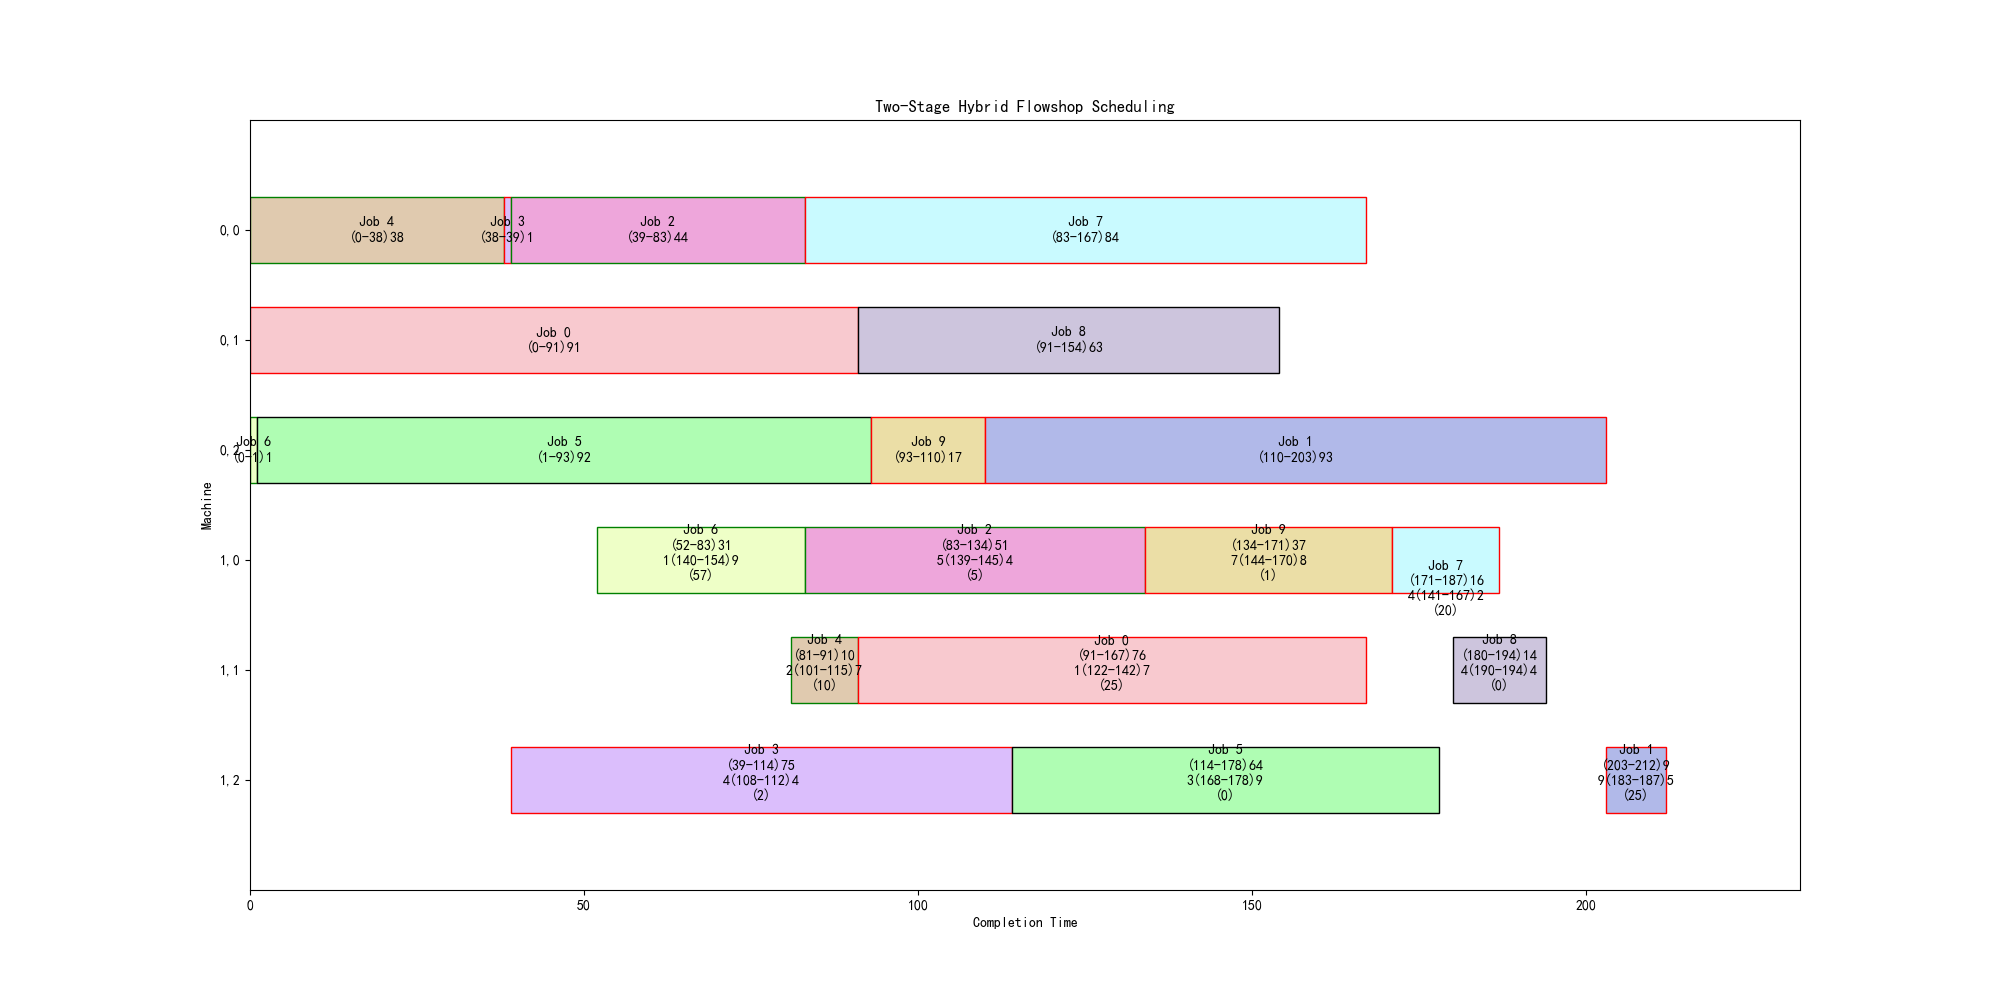 Two-Stage Hybrid Flowshop Scheduling
Machine
0,0
Job 4
(0-38)38
Job 3
(38-39)1
Job 2
(39-83)44
Job 7
(83-167)84
0,1
Job 0
(0-91)91
Job 8
(91-154)63
0,2
Job 6
(0-1)1
Job 5
(1-93)92
Job 9
(93-110)17
Job 1
(110-203)93
1,0
Job 6
(52-83)31
1(140-154)9
(57)
Job 2
(83-134)51
5(139-145)4
(5)
Job 9
(134-171)37
7(144-170)8
(1)
Job 7
(171-187)16
4(141-167)2
(20)
1,1
Job 4
(81-91)10
2(101-115)7
(10)
Job 0
(91-167)76
1(122-142)7
(25)
Job 8
(180-194)14
4(190-194)4
(0)
1,2
Job 3
(39-114)75
4(108-112)4
(2)
Job 5
(114-178)64
3(168-178)9
(0)
Job 1
(203-212)9
9(183-187)5
(25)
0
50
100
150
200
Completion Time